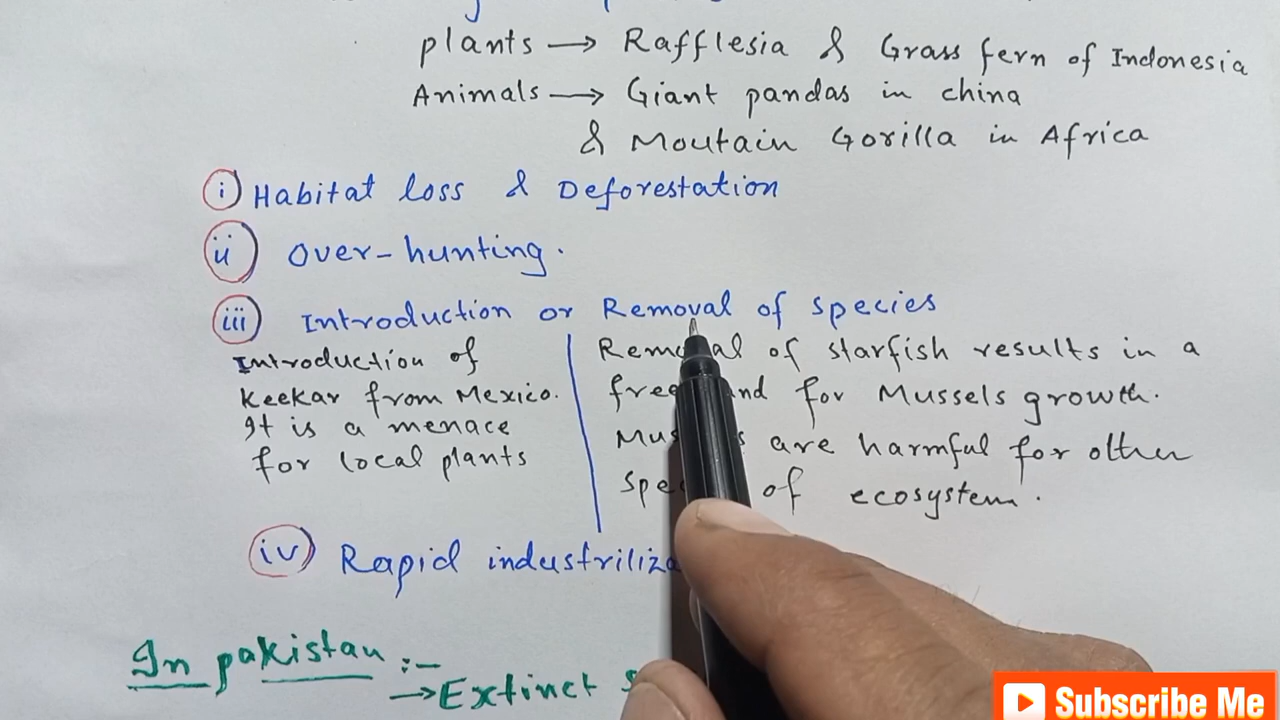 plants → Rafflesia & Grass fern of Indonesia
Animals → Giant pandas in china
& Moutain Gorilla in Africa
(i) Habitat loss & Deforestation
(ii) Over-hunting.
(iii) Introduction or Removal of species
Introduction of
Keekar from Mexico.
It is a menace
for local plants
Removal of starfish results in a
for Mussels growth.
are harmful for other
of ecosystem.
(iv) Rapid
In pakistan :-
→ Extinct
Subscribe Me